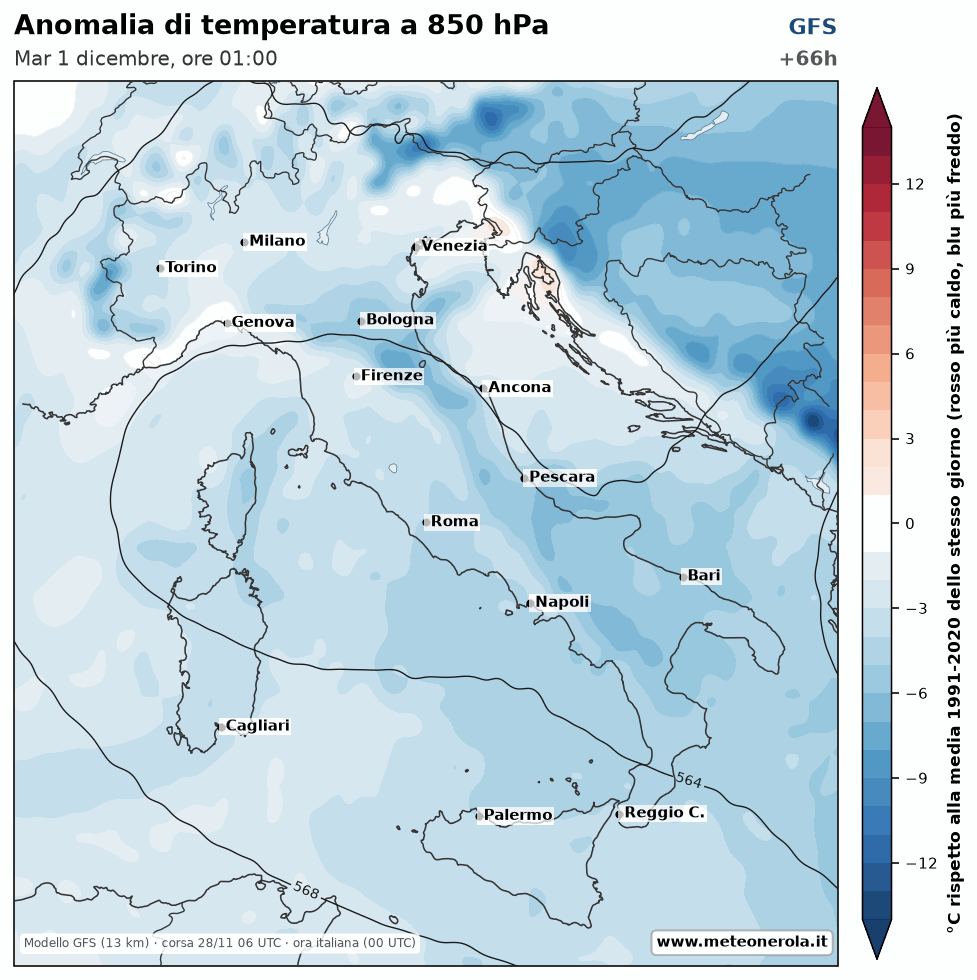 Anomalia di temperatura a 850 hPa
GFS
Mar 1 dicembre, ore 01:00
+66h
Milano
Venezia
Torino
Genova
Bologna
Firenze
Ancona
Pescara
Roma
Bari
Napoli
Cagliari
564
Palermo
Reggio C.
568
Modello GFS (13 km) · corsa 28/11 06 UTC · ora italiana (00 UTC)
www.meteonerola.it
12
9
6
3
0
−3
−6
−9
−12
°C rispetto alla media 1991-2020 dello stesso giorno (rosso più caldo, blu più freddo)